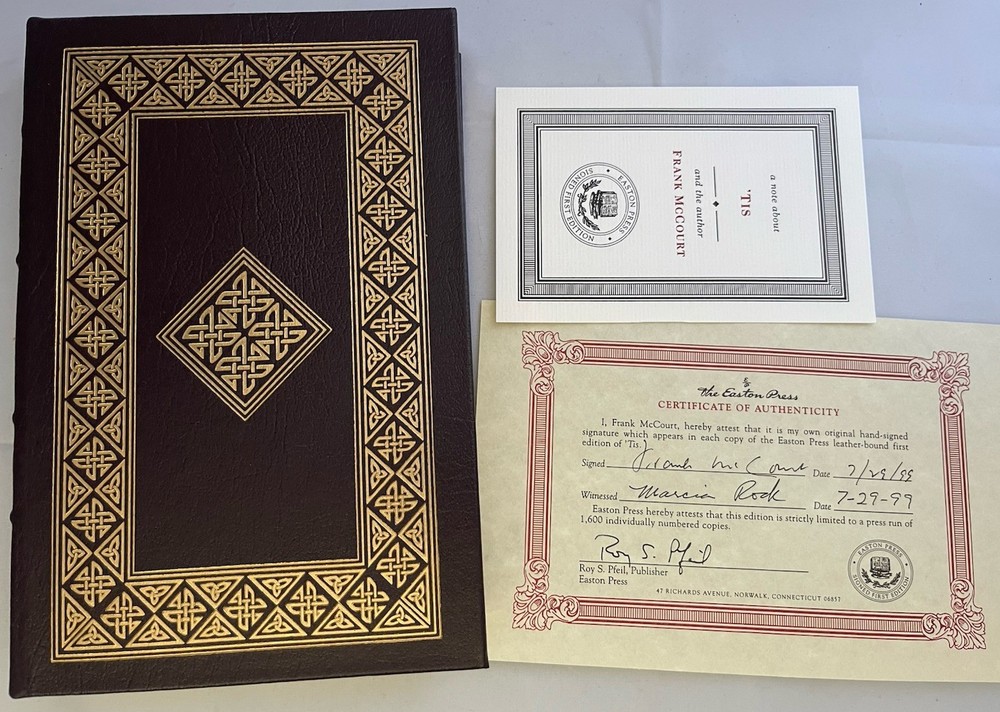 a note about
'TIS
and the author
FRANK MCCOURT
EASTON PRESS
SIGNED FIRST EDITION
The Easton Press
CERTIFICATE OF AUTHENTICITY
I, Frank McCourt, hereby attest that it is my own original hand-signed
signature which appears in each copy of the Easton Press leather-bound first
edition of 'Tis.
Signed Frank McCourt Date 7/29/99
Witnessed Marcia Rock Date 7-29-99
Easton Press hereby attests that this edition is strictly limited to a press run of
1,600 individually numbered copies.
Roy S. Pfeil
Roy S. Pfeil, Publisher
Easton Press
EASTON PRESS
SIGNED FIRST EDITION
47 RICHARDS AVENUE, NORWALK, CONNECTICUT 06857